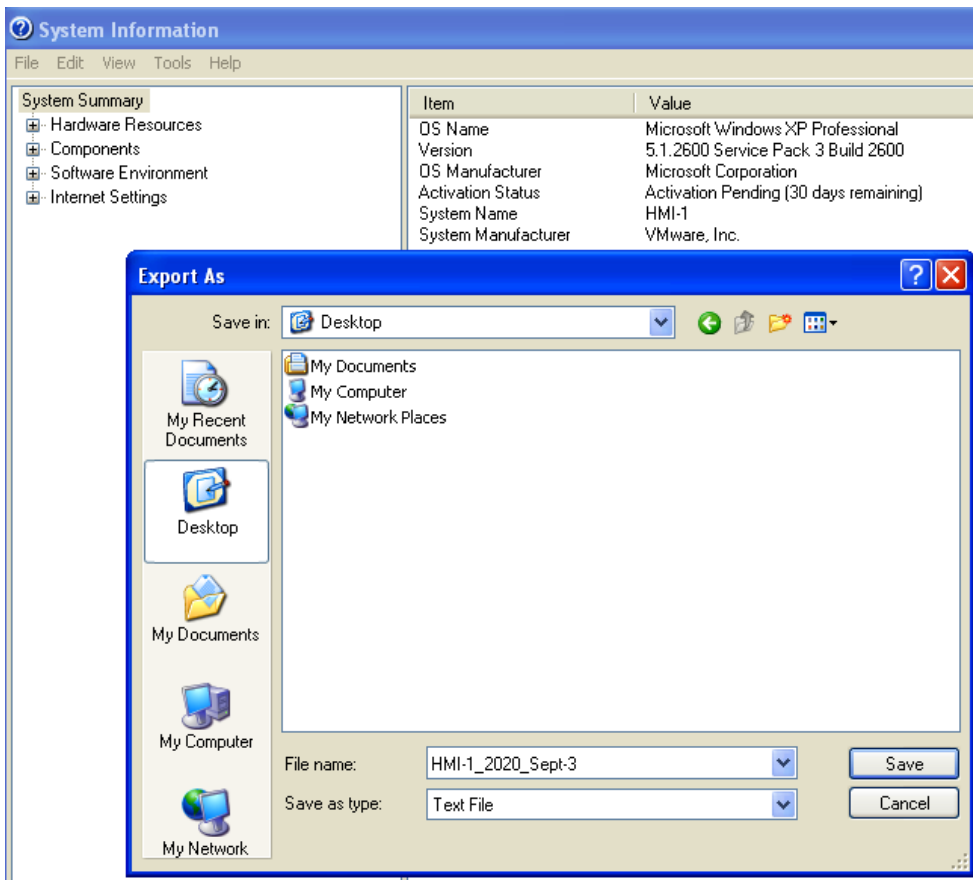 System Information
File Edit View Tools Help
System Summary
Hardware Resources
Components
Software Environment
Internet Settings
Item Value
OS Name Microsoft Windows XP Professional
Version 5.1.2600 Service Pack 3 Build 2600
OS Manufacturer Microsoft Corporation
Activation Status Activation Pending (30 days remaining)
System Name HMI-1
System Manufacturer VMware, Inc.
Export As
Save in: Desktop
My Recent
Documents
Desktop
My Documents
My Computer
My Network
My Documents
My Computer
My Network Places
File name: HMI-1_2020_Sept-3 Save
Save as type: Text File Cancel